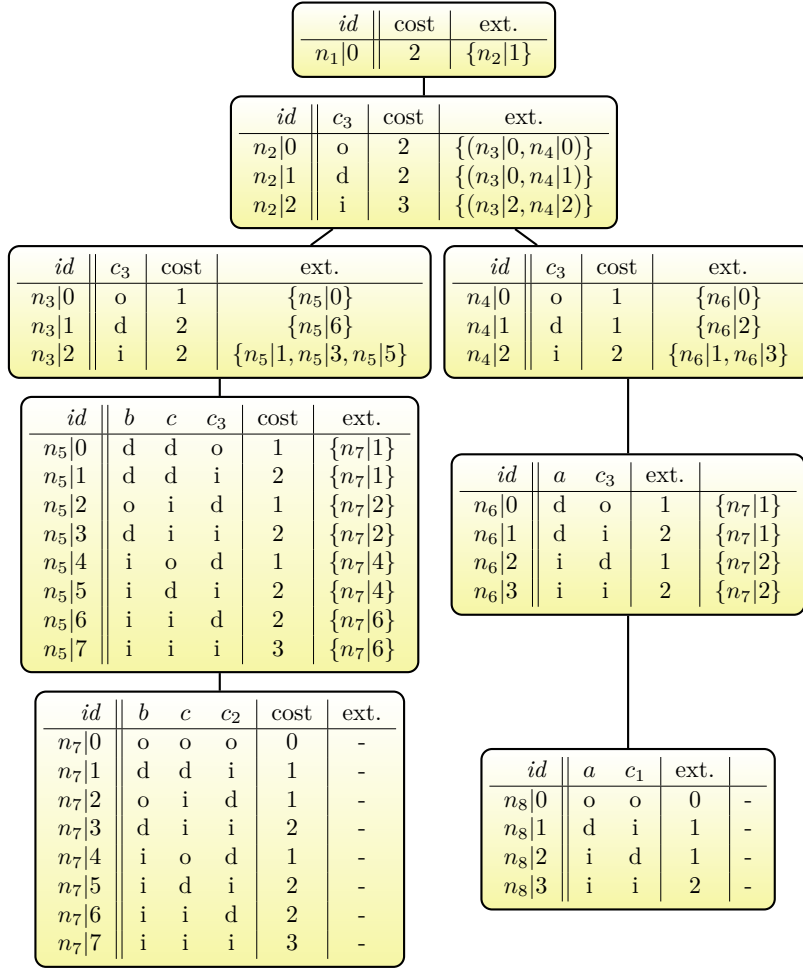 id cost ext.
n₁|0 2 {n₂|1}
id c₃ cost ext.
n₂|0 o 2 {(n₃|0, n₄|0)}
n₂|1 d 2 {(n₃|0, n₄|1)}
n₂|2 i 3 {(n₃|2, n₄|2)}
id c₃ cost ext.
n₃|0 o 1 {n₅|0}
n₃|1 d 2 {n₅|6}
n₃|2 i 2 {n₅|1, n₅|3, n₅|5}
id c₃ cost ext.
n₄|0 o 1 {n₆|0}
n₄|1 d 1 {n₆|2}
n₄|2 i 2 {n₆|1, n₆|3}
id b c c₃ cost ext.
n₅|0 d d o 1 {n₇|1}
n₅|1 d d i 2 {n₇|1}
n₅|2 o i d 1 {n₇|2}
n₅|3 d i i 2 {n₇|2}
n₅|4 i o d 1 {n₇|4}
n₅|5 i d i 2 {n₇|4}
n₅|6 i i d 2 {n₇|6}
n₅|7 i i i 3 {n₇|6}
id a c₃ ext.
n₆|0 d o 1 {n₇|1}
n₆|1 d i 2 {n₇|1}
n₆|2 i d 1 {n₇|2}
n₆|3 i i 2 {n₇|2}
id b c c₂ cost ext.
n₇|0 o o o 0 -
n₇|1 d d i 1 -
n₇|2 o i d 1 -
n₇|3 d i i 2 -
n₇|4 i o d 1 -
n₇|5 i d i 2 -
n₇|6 i i d 2 -
n₇|7 i i i 3 -
id a c₁ ext.
n₈|0 o o 0 -
n₈|1 d i 1 -
n₈|2 i d 1 -
n₈|3 i i 2 -